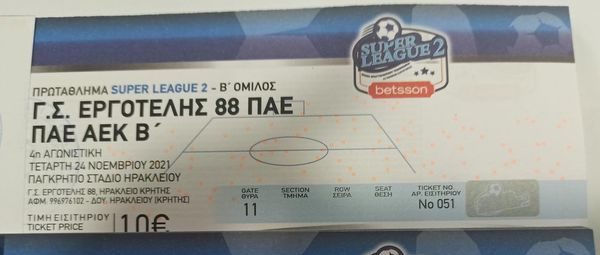 SUPER
LEAGUE 2
betsson
ΠΡΩΤΑΘΛΗΜΑ SUPER LEAGUE 2 - Β΄ ΟΜΙΛΟΣ
Γ.Σ. ΕΡΓΟΤΕΛΗΣ 88 ΠΑΕ
ΠΑΕ ΑΕΚ Β΄
4η ΑΓΩΝΙΣΤΙΚΗ
ΤΕΤΑΡΤΗ 24 ΝΟΕΜΒΡΙΟΥ 2021
ΠΑΓΚΡΗΤΙΟ ΣΤΑΔΙΟ ΗΡΑΚΛΕΙΟΥ
Γ.Σ. ΕΡΓΟΤΕΛΗΣ 88, ΗΡΑΚΛΕΙΟ ΚΡΗΤΗΣ
ΑΦΜ 996976102 - ΔΟΥ. ΗΡΑΚΛΕΙΟΥ (ΚΡΗΤΗΣ)
GATE SECTION ROW SEAT TICKET NO.
ΘΥΡΑ ΤΜΗΜΑ ΣΕΙΡΑ ΘΕΣΗ ΑΡ. ΕΙΣΙΤΗΡΙΟΥ
11 No 051
ΤΙΜΗ ΕΙΣΙΤΗΡΙΟΥ
TICKET PRICE 10€